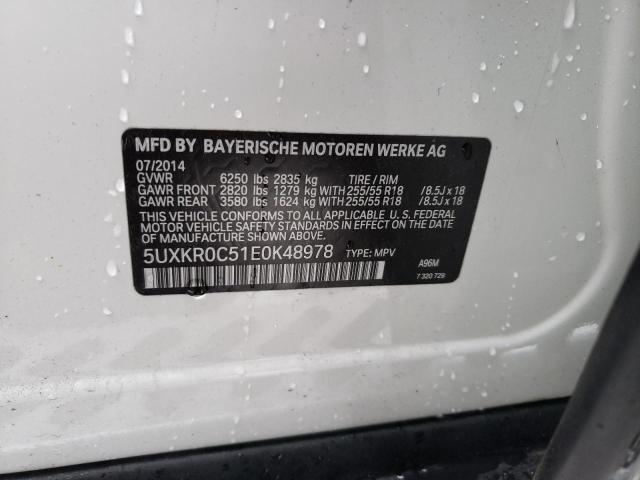 MFD BY BAYERISCHE MOTOREN WERKE AG
07/2014
GVWR 6250 lbs 2835 kg TIRE / RIM
GAWR FRONT 2820 lbs 1279 kg WITH 255/55 R18 /8.5J x 18
GAWR REAR 3580 lbs 1624 kg WITH 255/55 R18 /8.5J x 18
THIS VEHICLE CONFORMS TO ALL APPLICABLE U.S. FEDERAL
MOTOR VEHICLE SAFETY STANDARDS IN EFFECT ON THE DATE
OF MANUFACTURE SHOWN ABOVE.
5UXKR0C51E0K48978 TYPE: MPV
A96M
7 320 729